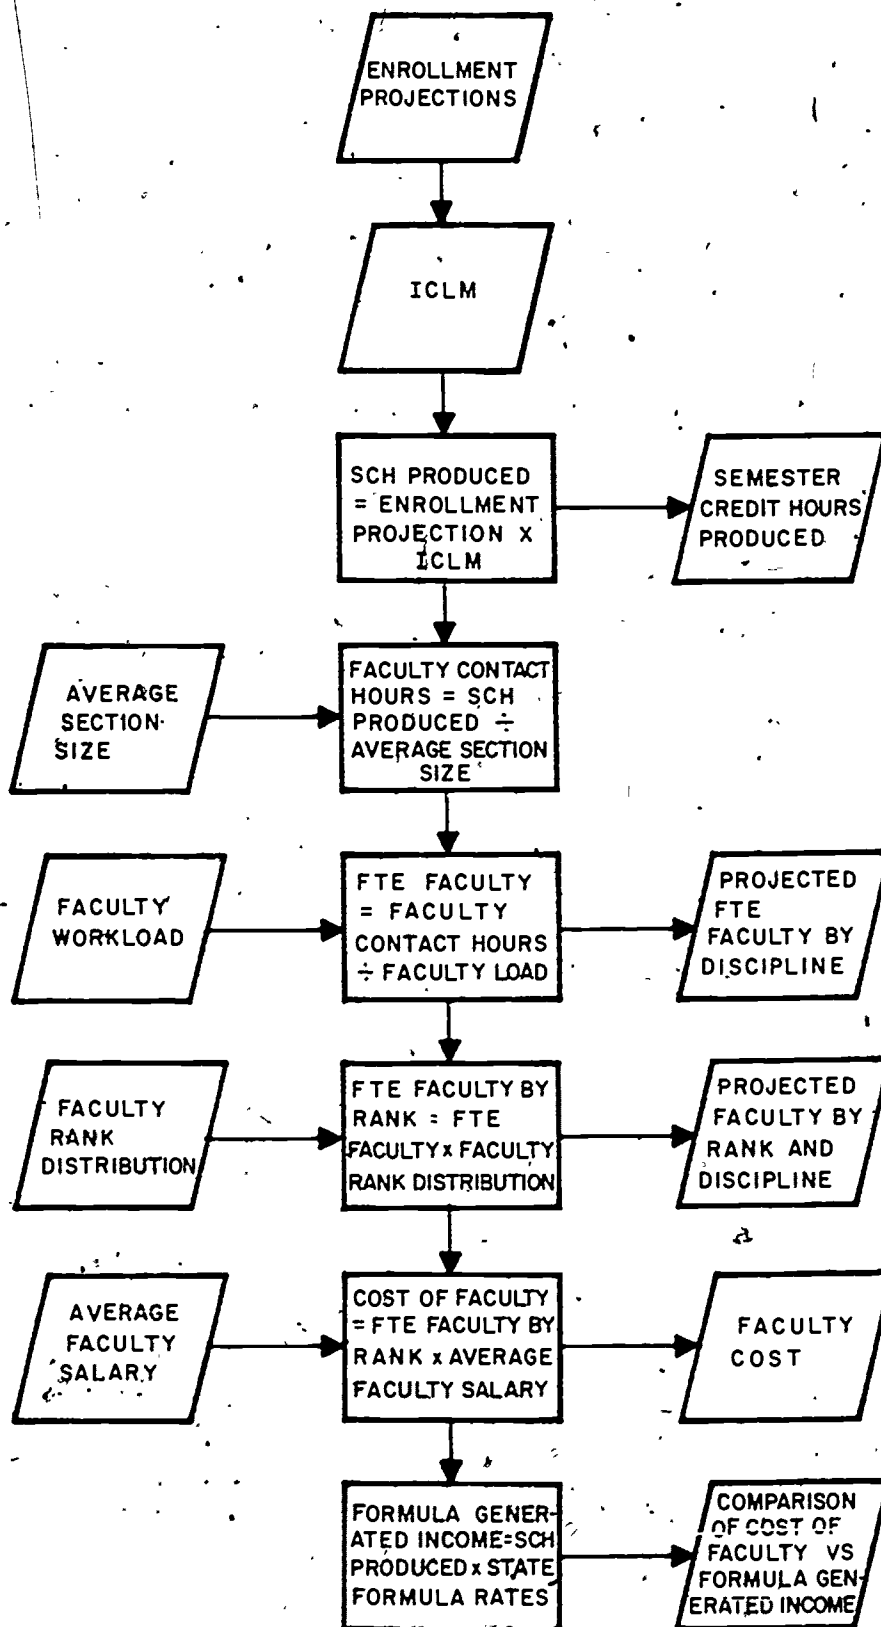 ENROLLMENT
PROJECTIONS
ICLM
SCH PRODUCED
= ENROLLMENT
PROJECTION X
ICLM
SEMESTER
CREDIT HOURS
PRODUCED
AVERAGE
SECTION
SIZE
FACULTY CONTACT
HOURS = SCH
PRODUCED ÷
AVERAGE SECTION
SIZE
FACULTY
WORKLOAD
FTE FACULTY
= FACULTY
CONTACT HOURS
÷ FACULTY LOAD
PROJECTED
FTE
FACULTY BY
DISCIPLINE
FACULTY
RANK
DISTRIBUTION
FTE FACULTY BY
RANK = FTE
FACULTY x FACULTY
RANK DISTRIBUTION
PROJECTED
FACULTY BY
RANK AND
DISCIPLINE
AVERAGE
FACULTY
SALARY
COST OF FACULTY
= FTE FACULTY BY
RANK x AVERAGE
FACULTY SALARY
FACULTY
COST
FORMULA GENER-
ATED INCOME=SCH
PRODUCED x STATE
FORMULA RATES
COMPARISON
OF COST OF
FACULTY VS
FORMULA GEN-
ERATED INCOME